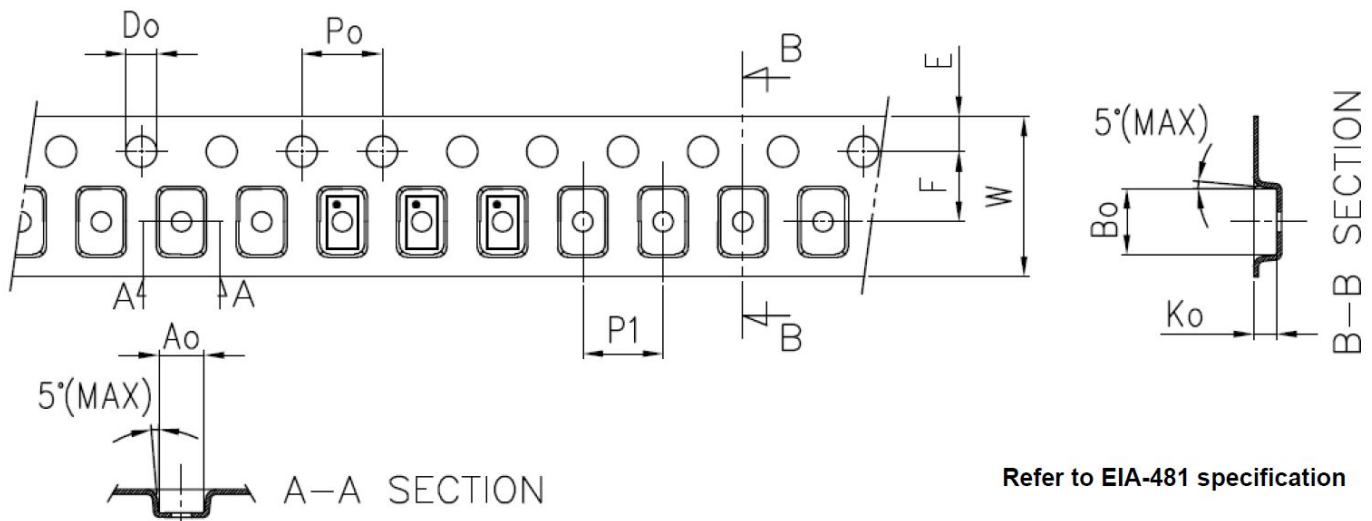 Do
Po
B
E
5°(MAX)
F
W
Bo
B-B SECTION
A
A
P1
B
Ko
Ao
5°(MAX)
A-A SECTION
Refer to EIA-481 specification